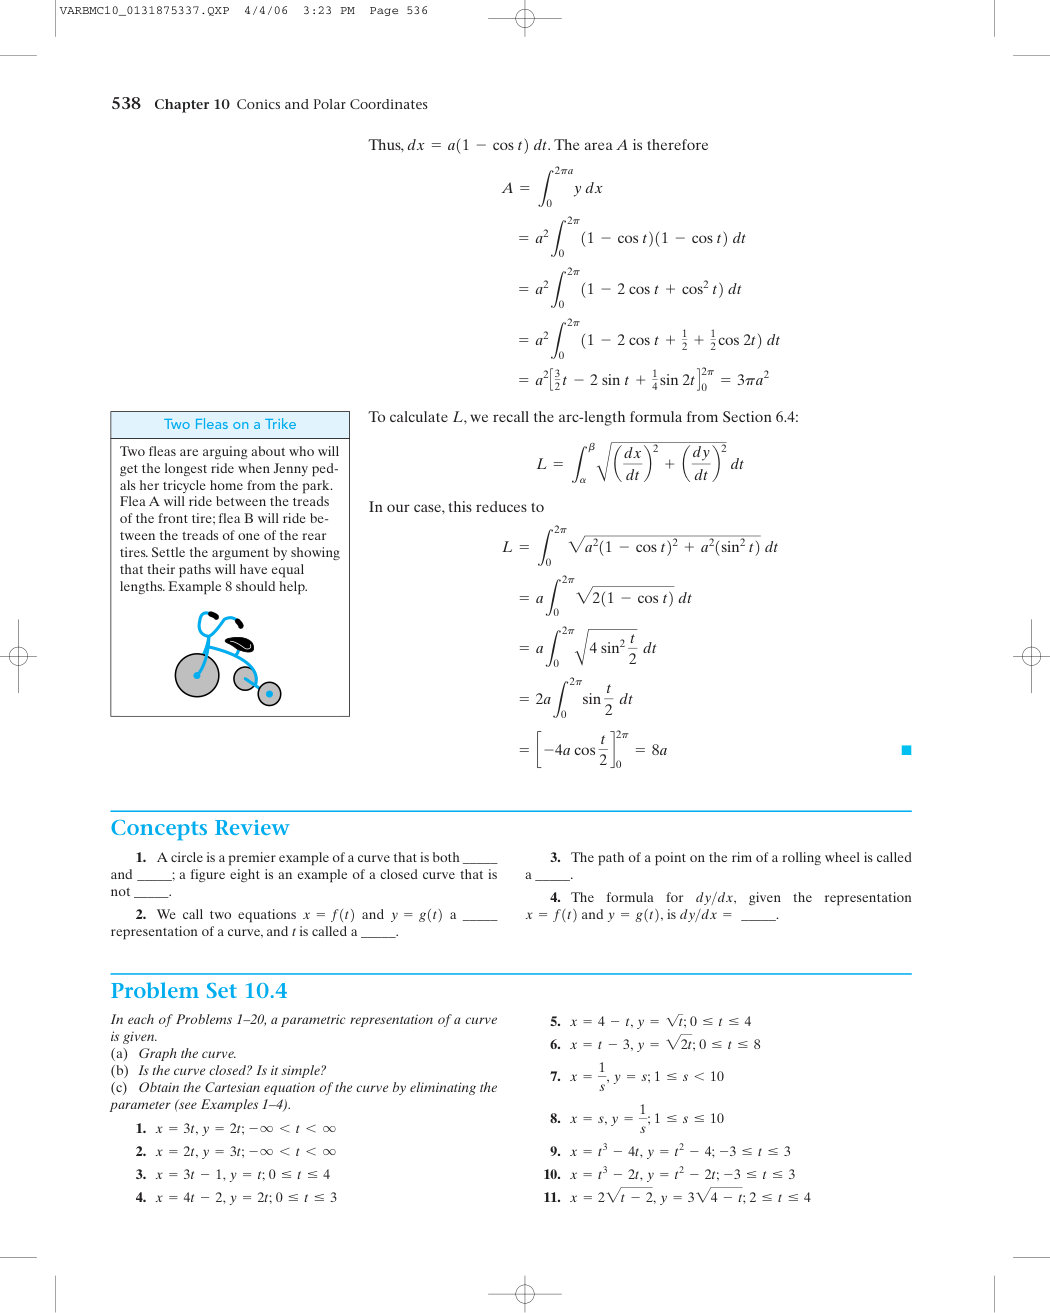 VARBMC10_0131875337.QXP 4/4/06 3:23 PM Page 536
538 Chapter 10 Conics and Polar Coordinates
Thus, dx = a(1 − cos t) dt. The area A is therefore
A = ∫₀^{2πa} y dx
= a² ∫₀^{2π} (1 − cos t)(1 − cos t) dt
= a² ∫₀^{2π} (1 − 2 cos t + cos² t) dt
= a² ∫₀^{2π} (1 − 2 cos t + 1/2 + 1/2 cos 2t) dt
= a²[3/2 t − 2 sin t + 1/4 sin 2t]₀^{2π} = 3πa²
To calculate L, we recall the arc-length formula from Section 6.4:
L = ∫_α^β √((dx/dt)² + (dy/dt)²) dt
In our case, this reduces to
L = ∫₀^{2π} √(a²(1 − cos t)² + a²(sin² t)) dt
= a ∫₀^{2π} √(2(1 − cos t)) dt
= a ∫₀^{2π} √(4 sin² t/2) dt
= 2a ∫₀^{2π} sin t/2 dt
= [−4a cos t/2]₀^{2π} = 8a
Two Fleas on a Trike
Two fleas are arguing about who will
get the longest ride when Jenny ped-
als her tricycle home from the park.
Flea A will ride between the treads
of the front tire; flea B will ride be-
tween the treads of one of the rear
tires. Settle the argument by showing
that their paths will have equal
lengths. Example 8 should help.
Concepts Review
1. A circle is a premier example of a curve that is both _____
and _____; a figure eight is an example of a closed curve that is
not _____.
2. We call two equations x = f(t) and y = g(t) a _____
representation of a curve, and t is called a _____.
3. The path of a point on the rim of a rolling wheel is called
a _____.
4. The formula for dy/dx, given the representation
x = f(t) and y = g(t), is dy/dx = _____.
Problem Set 10.4
In each of Problems 1–20, a parametric representation of a curve
is given.
(a) Graph the curve.
(b) Is the curve closed? Is it simple?
(c) Obtain the Cartesian equation of the curve by eliminating the
parameter (see Examples 1–4).
1. x = 3t, y = 2t; −∞ < t < ∞
2. x = 2t, y = 3t; −∞ < t < ∞
3. x = 3t − 1, y = t; 0 ≤ t ≤ 4
4. x = 4t − 2, y = 2t; 0 ≤ t ≤ 3
5. x = 4 − t, y = √t; 0 ≤ t ≤ 4
6. x = t − 3, y = √(2t); 0 ≤ t ≤ 8
7. x = 1/s, y = s; 1 ≤ s < 10
8. x = s, y = 1/s; 1 ≤ s ≤ 10
9. x = t³ − 4t, y = t² − 4; −3 ≤ t ≤ 3
10. x = t³ − 2t, y = t² − 2t; −3 ≤ t ≤ 3
11. x = 2√(t − 2), y = 3√(4 − t); 2 ≤ t ≤ 4